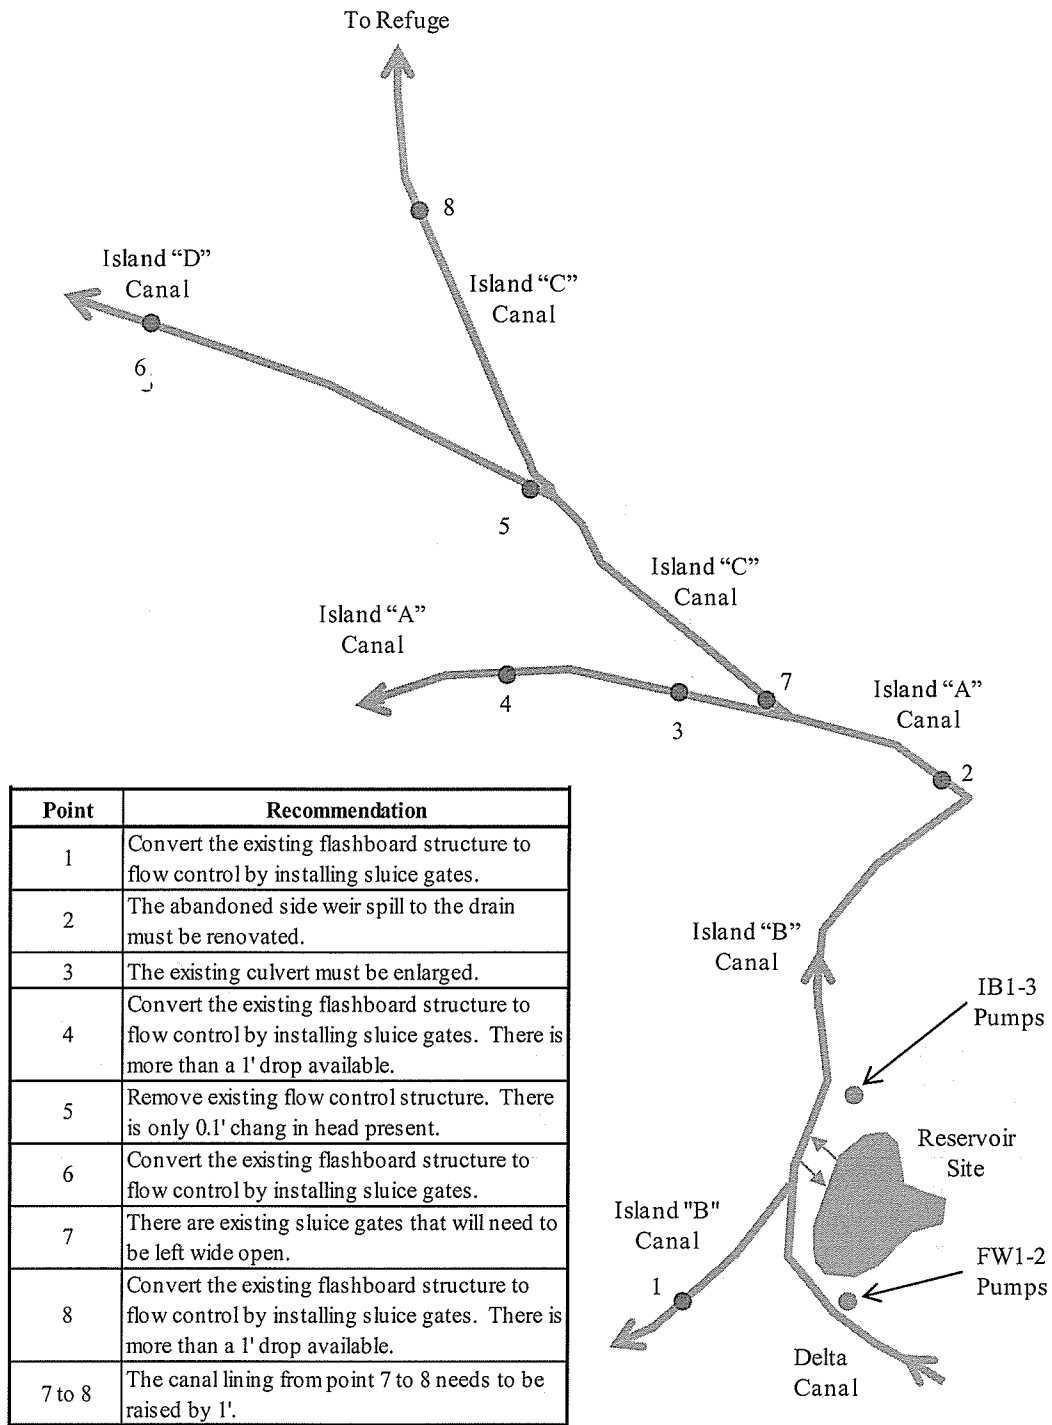 To Refuge
8
Island “D”
Canal
Island “C”
Canal
6
5
Island “C”
Canal
Island “A”
Canal
7
Island “A”
Canal
4
3
2
Point Recommendation
1 Convert the existing flashboard structure to
flow control by installing sluice gates.
2 The abandoned side weir spill to the drain
must be renovated.
3 The existing culvert must be enlarged.
4 Convert the existing flashboard structure to
flow control by installing sluice gates. There is
more than a 1' drop available.
5 Remove existing flow control structure. There
is only 0.1' chang in head present.
6 Convert the existing flashboard structure to
flow control by installing sluice gates.
7 There are existing sluice gates that will need to
be left wide open.
8 Convert the existing flashboard structure to
flow control by installing sluice gates. There is
more than a 1' drop available.
7 to 8 The canal lining from point 7 to 8 needs to be
raised by 1'.
Island “B”
Canal
IB1-3
Pumps
Reservoir
Site
Island "B"
Canal
1
FW1-2
Pumps
Delta
Canal